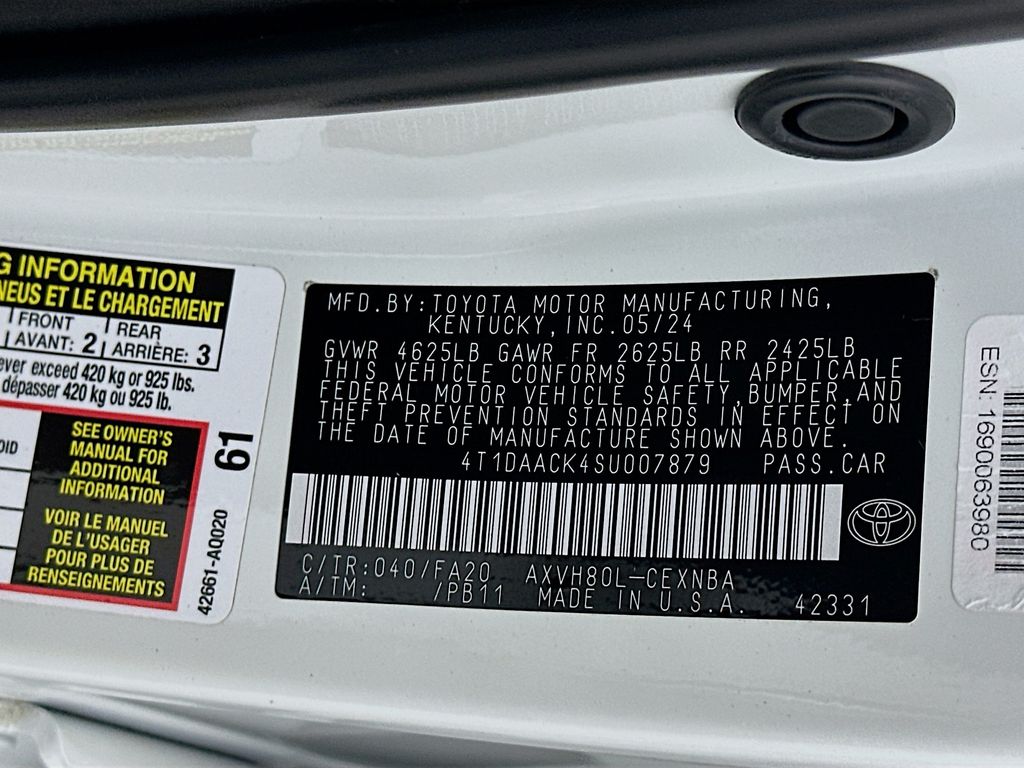 G INFORMATION
NEUS ET LE CHARGEMENT
FRONT
AVANT: 2
REAR
ARRIÈRE: 3
ever exceed 420 kg or 925 lbs.
dépasser 420 kg ou 925 lb.
OID
SEE OWNER'S
MANUAL FOR
ADDITIONAL
INFORMATION
VOIR LE MANUEL
DE L'USAGER
POUR PLUS DE
RENSEIGNEMENTS
61
42661-A0020
MFD.BY:TOYOTA MOTOR MANUFACTURING,
KENTUCKY,INC.05/24
GVWR 4625LB GAWR FR 2625LB RR 2425LB
THIS VEHICLE CONFORMS TO ALL APPLICABLE
FEDERAL MOTOR VEHICLE SAFETY,BUMPER,AND
THEFT PREVENTION STANDARDS IN EFFECT ON
THE DATE OF MANUFACTURE SHOWN ABOVE.
4T1DAACK4SU007879 PASS.CAR
C/TR:040/FA20 AXVH80L-CEXNBA
A/TM: /PB11 MADE IN U.S.A. 42331
ESN: 1690063980